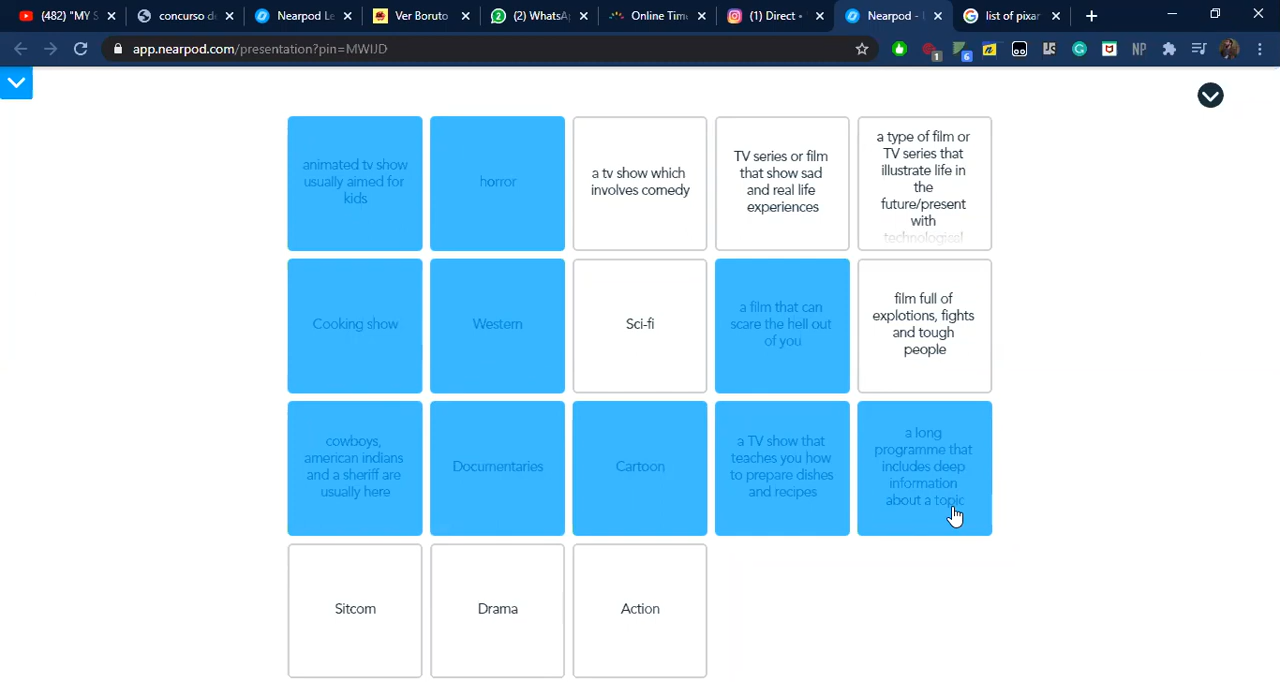 (482) "MY S
concurso de
Nearpod Le
Ver Boruto
(2) WhatsA
Online Tim
(1) Direct •
Nearpod -
list of pixar
app.nearpod.com/presentation?pin=MWIJD
animated tv show
usually aimed for
kids
horror
a tv show which
involves comedy
TV series or film
that show sad
and real life
experiences
a type of film or
TV series that
illustrate life in
the
future/present
with
technological
Cooking show
Western
Sci-fi
a film that can
scare the hell out
of you
film full of
explotions, fights
and tough
people
cowboys,
american indians
and a sheriff are
usually here
Documentaries
Cartoon
a TV show that
teaches you how
to prepare dishes
and recipes
a long
programme that
includes deep
information
about a topic
Sitcom
Drama
Action